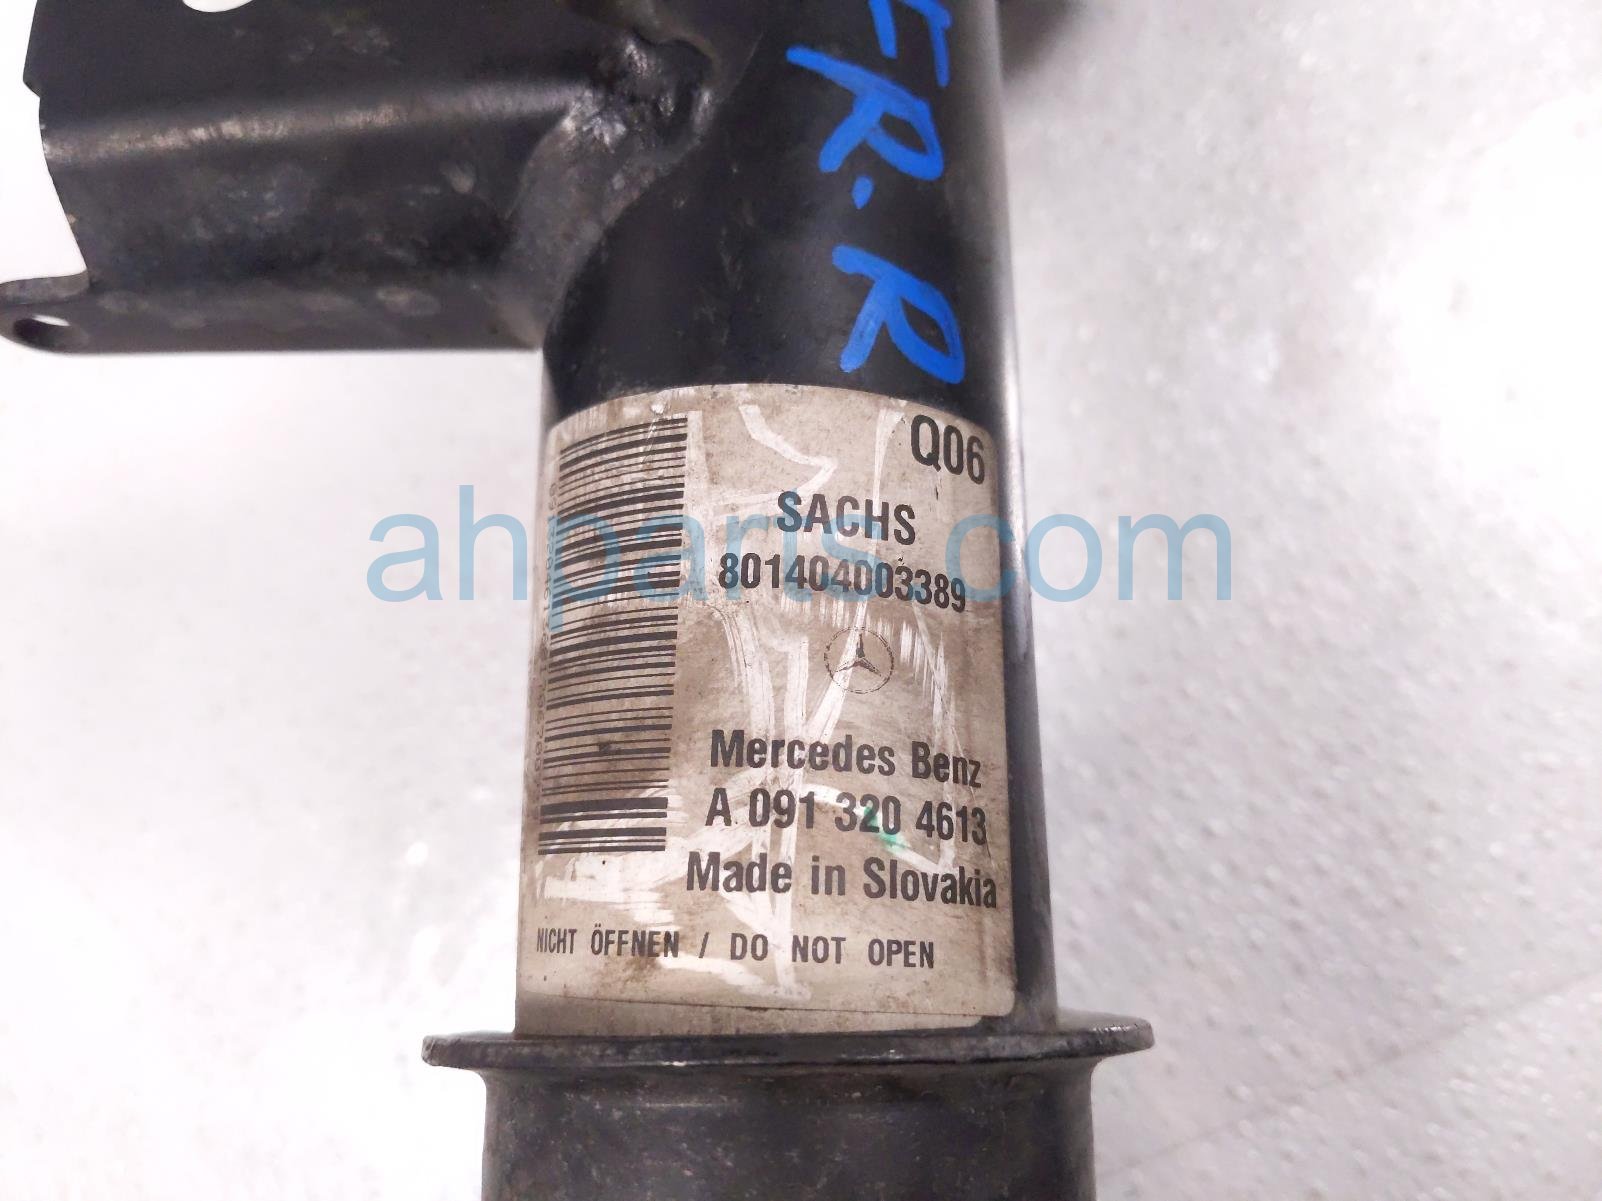 FR. R
Q06
SACHS
801404003389
Mercedes Benz
A 091 320 4613
Made in Slovakia
NICHT ÖFFNEN / DO NOT OPEN
ahparts.com